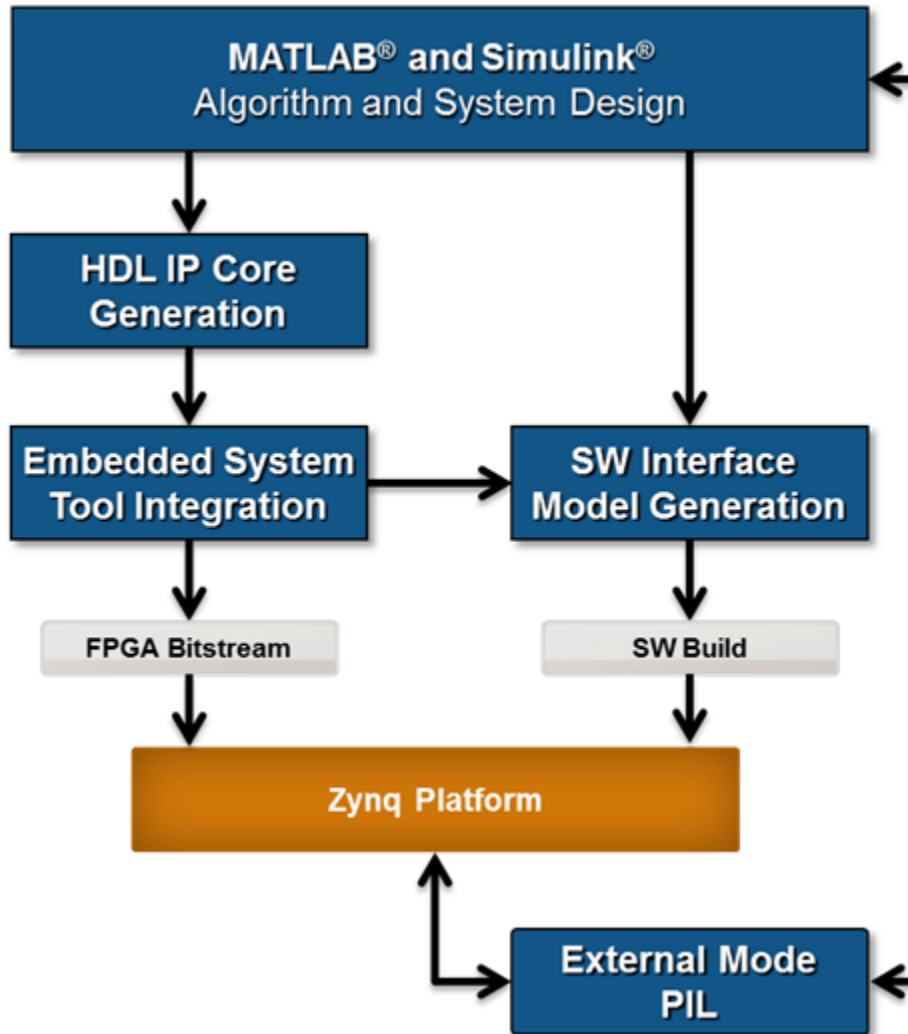 MATLAB® and Simulink®
Algorithm and System Design
HDL IP Core
Generation
Embedded System
Tool Integration
SW Interface
Model Generation
FPGA Bitstream
SW Build
Zynq Platform
External Mode
PIL